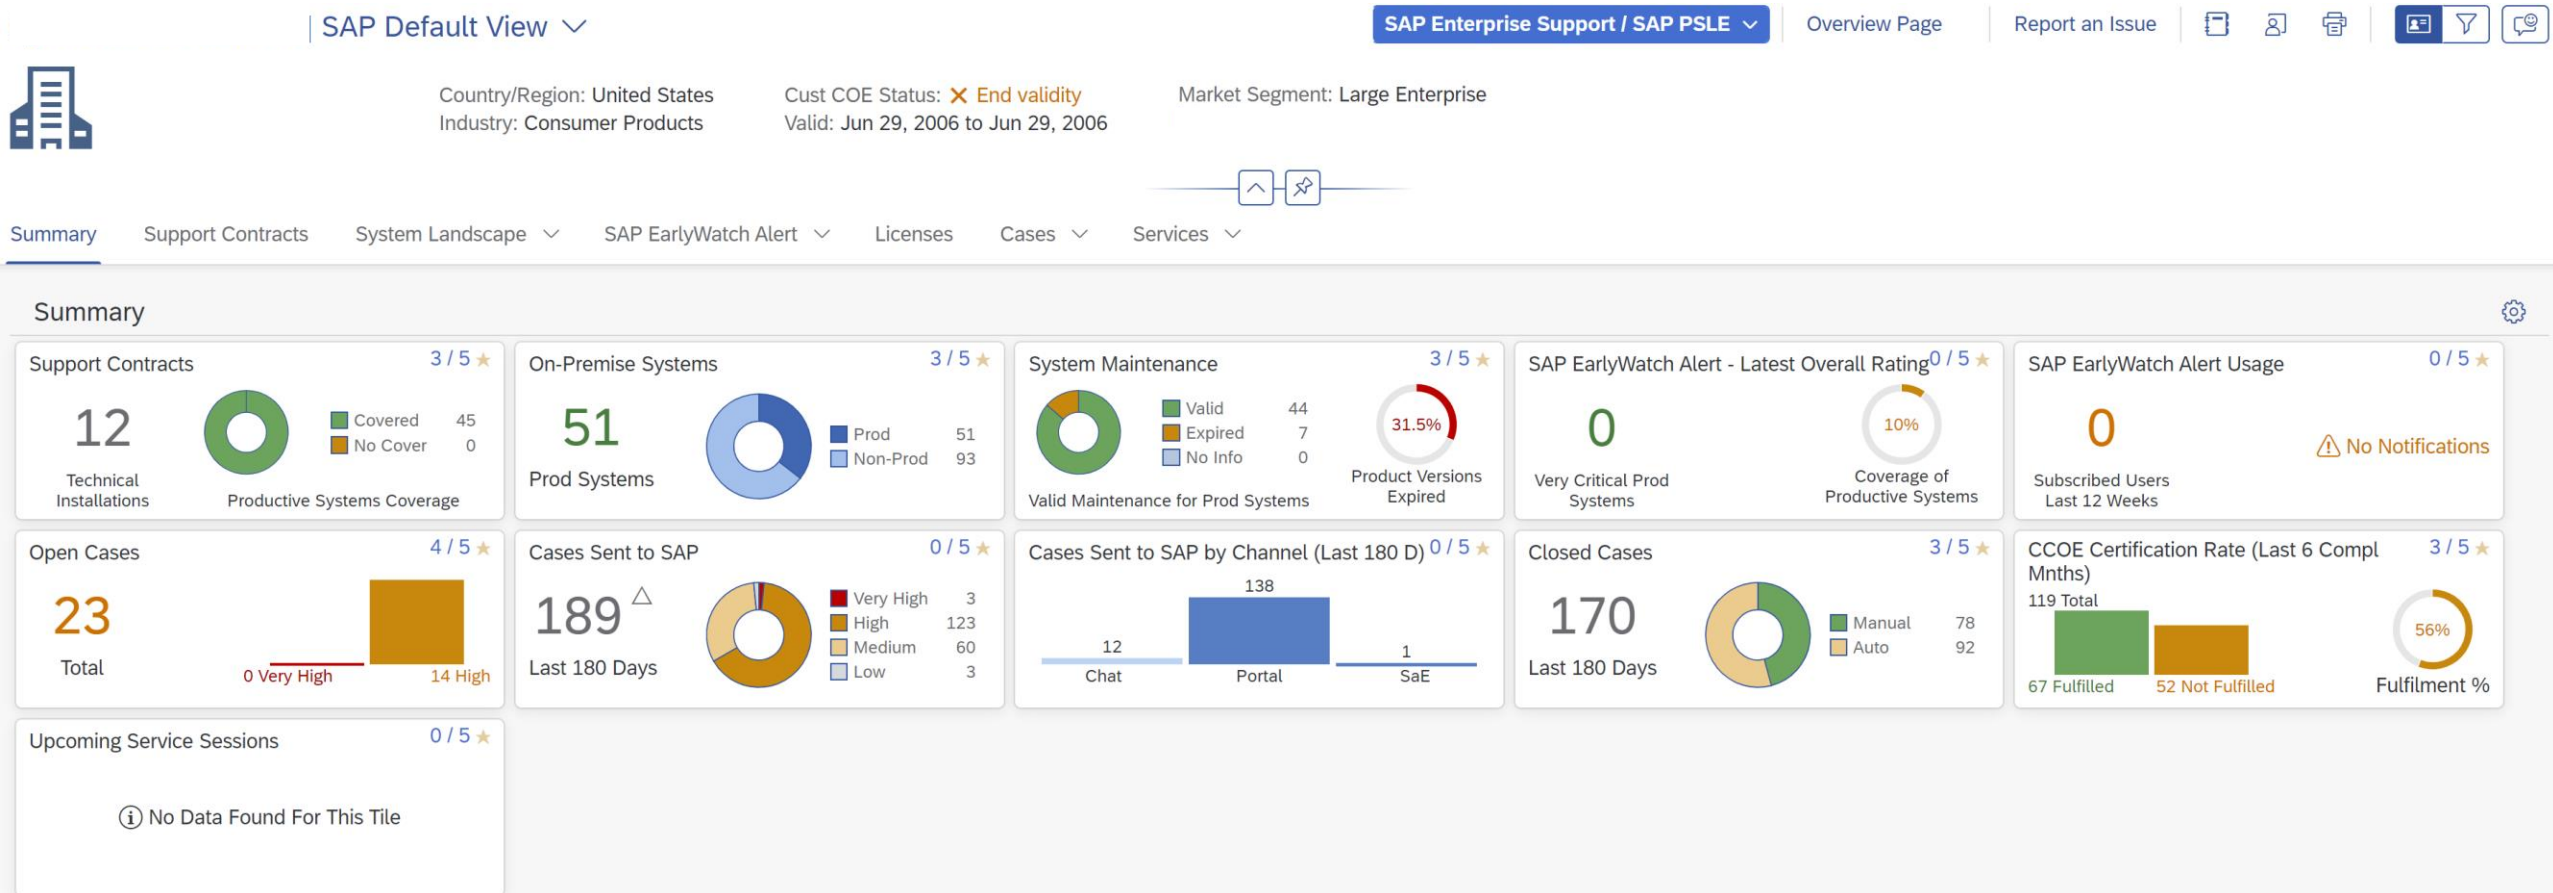 SAP Default View
SAP Enterprise Support / SAP PSLE
Overview Page
Report an Issue
Country/Region: United States
Industry: Consumer Products
Cust COE Status: End validity
Valid: Jun 29, 2006 to Jun 29, 2006
Market Segment: Large Enterprise
Summary
Support Contracts
System Landscape
SAP EarlyWatch Alert
Licenses
Cases
Services
Summary
Support Contracts
3 / 5
12
Technical
Installations
Covered 45
No Cover 0
Productive Systems Coverage
On-Premise Systems
3 / 5
51
Prod Systems
Prod 51
Non-Prod 93
System Maintenance
3 / 5
Valid 44
Expired 7
No Info 0
Valid Maintenance for Prod Systems
31.5%
Product Versions
Expired
SAP EarlyWatch Alert - Latest Overall Rating
0 / 5
0
Very Critical Prod
Systems
10%
Coverage of
Productive Systems
SAP EarlyWatch Alert Usage
0 / 5
0
Subscribed Users
Last 12 Weeks
No Notifications
Open Cases
4 / 5
23
Total
0 Very High
14 High
Cases Sent to SAP
0 / 5
189
Last 180 Days
Very High 3
High 123
Medium 60
Low 3
Cases Sent to SAP by Channel (Last 180 D)
0 / 5
12
Chat
138
Portal
1
SaE
Closed Cases
3 / 5
170
Last 180 Days
Manual 78
Auto 92
CCOE Certification Rate (Last 6 Compl
Mnths)
3 / 5
119 Total
67 Fulfilled
52 Not Fulfilled
56%
Fulfilment %
Upcoming Service Sessions
0 / 5
No Data Found For This Tile